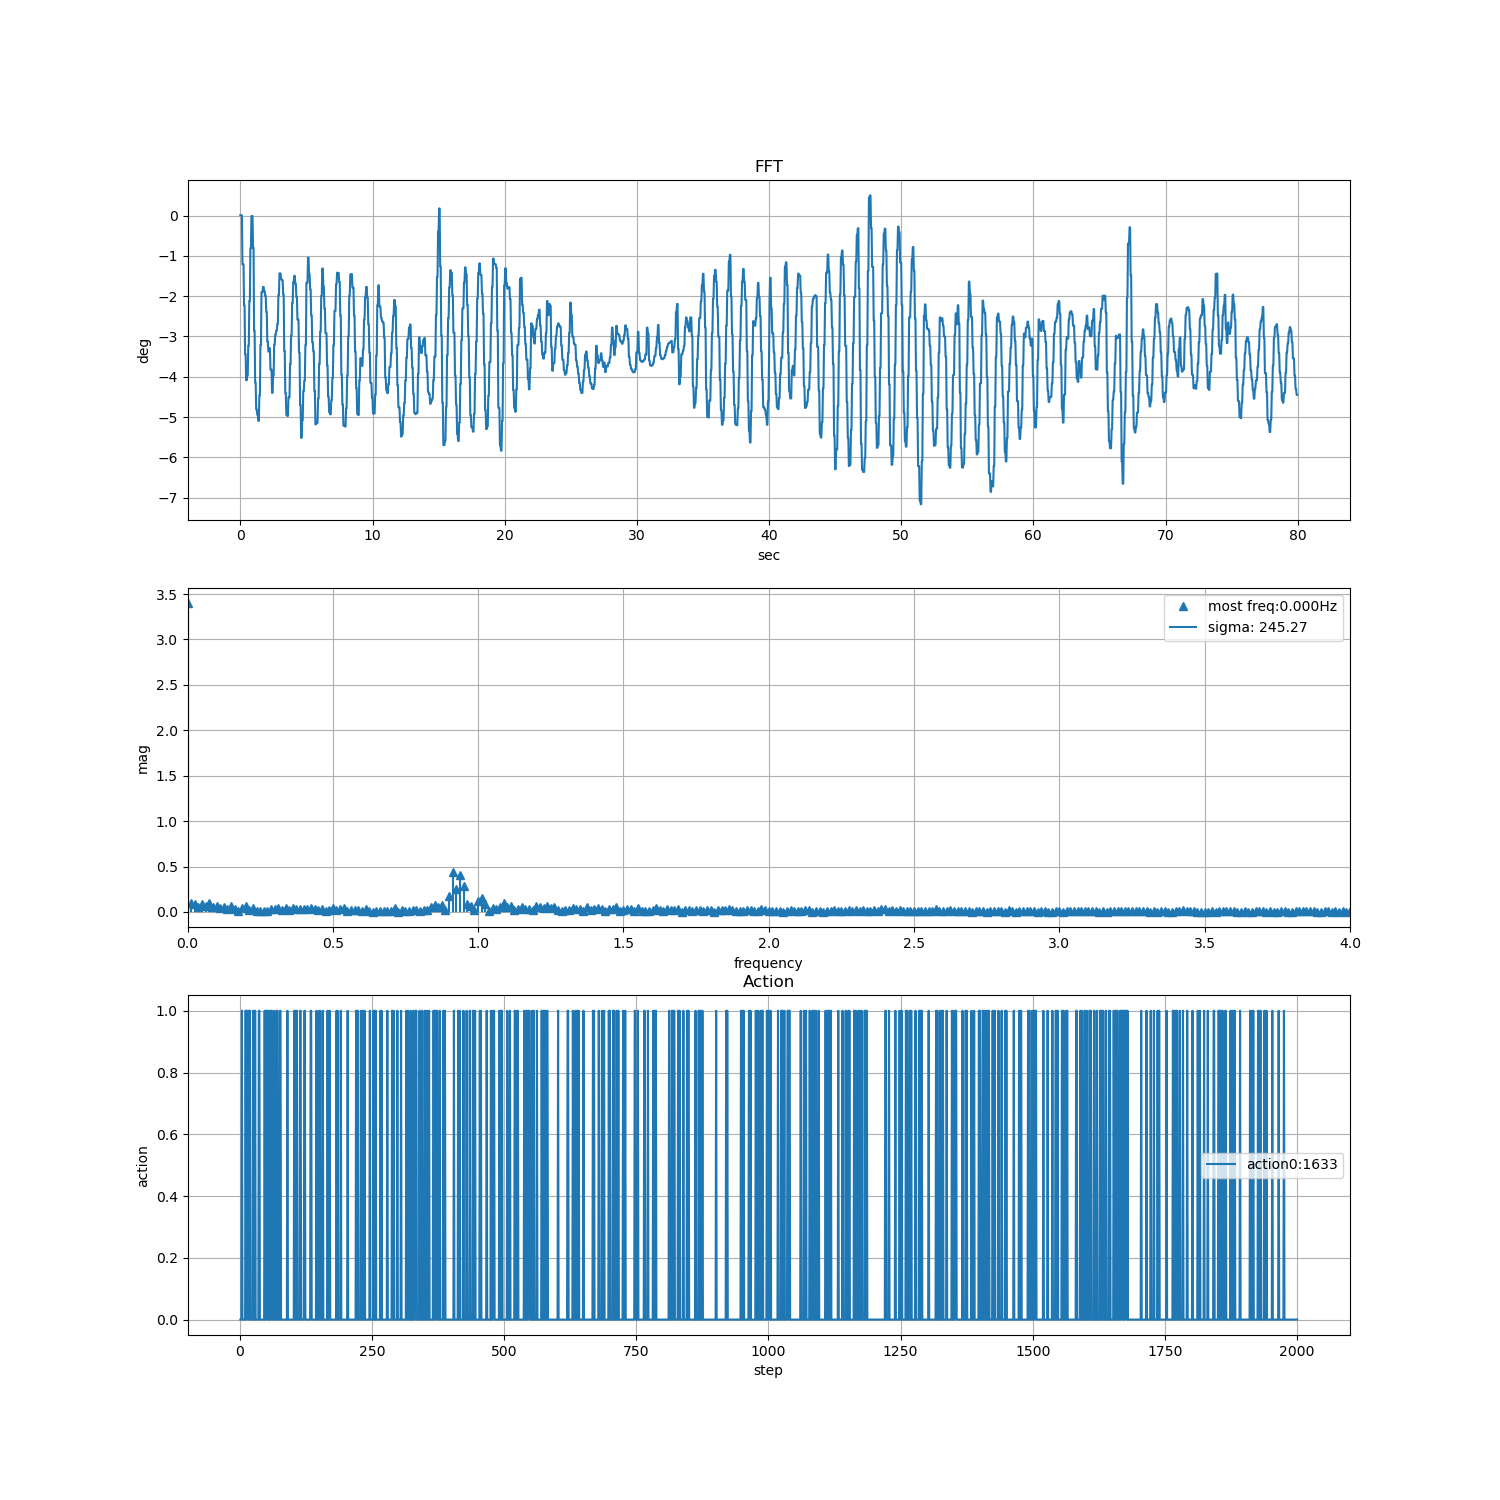 FFT
0
−1
−2
−3
−4
−5
−6
−7
deg
0 10 20 30 40 50 60 70 80
sec
3.5
3.0
2.5
2.0
1.5
1.0
0.5
0.0
mag
most freq:0.000Hz
sigma: 245.27
0.0 0.5 1.0 1.5 2.0 2.5 3.0 3.5 4.0
frequency
Action
1.0
0.8
0.6
0.4
0.2
0.0
action
action0:1633
0 250 500 750 1000 1250 1500 1750 2000
step